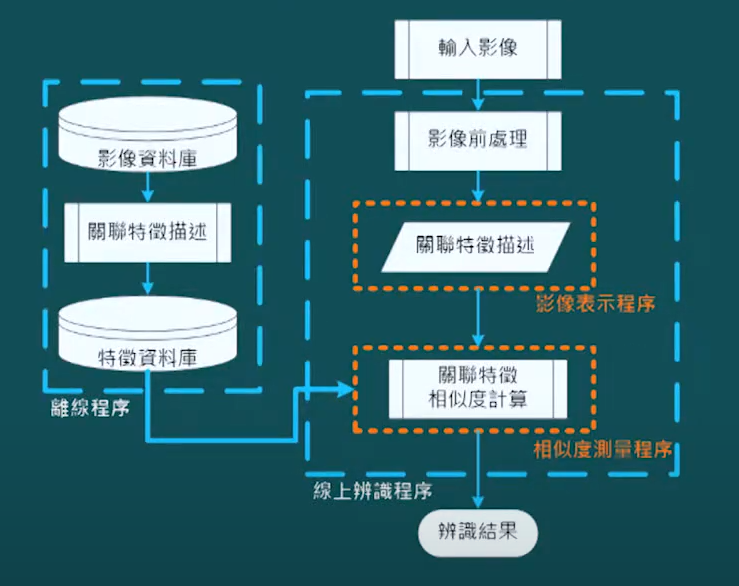 輸入影像
影像前處理
影像資料庫
關聯特徵描述
關聯特徵描述
影像表示程序
特徵資料庫
關聯特徵
相似度計算
離線程序
相似度測量程序
線上辨識程序
辨識結果